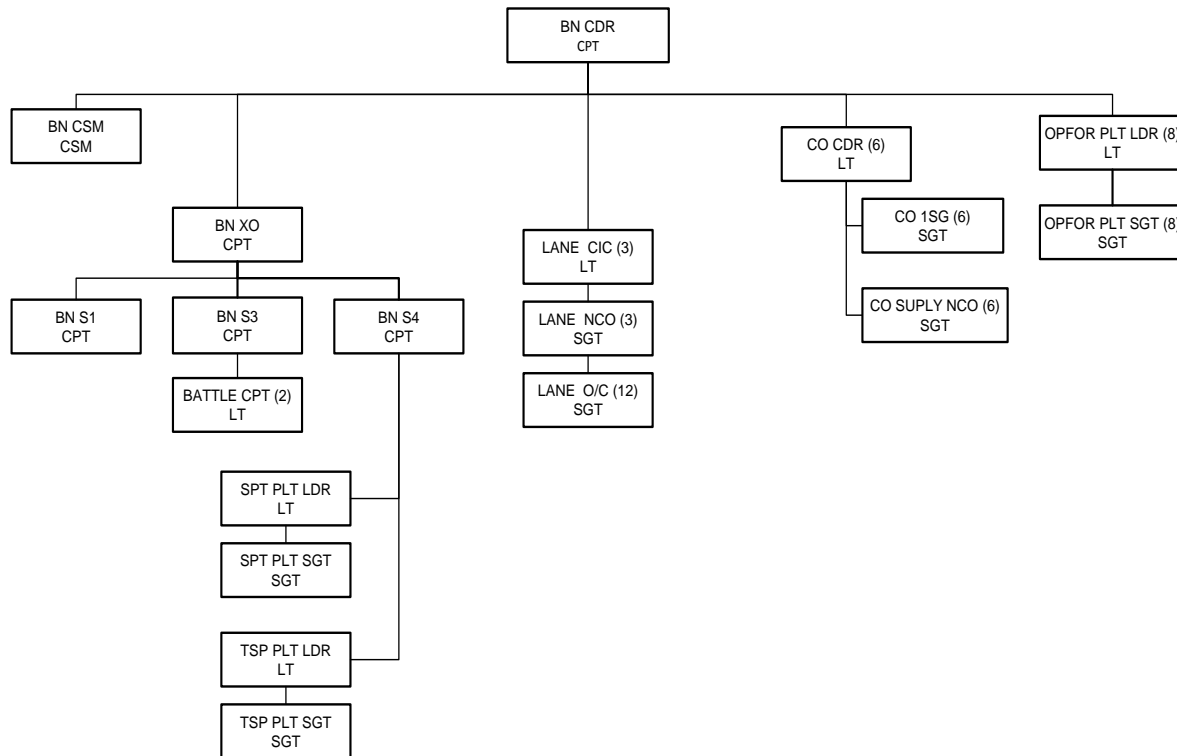 BN CDR
CPT
BN CSM
CSM
CO CDR (6)
LT
OPFOR PLT LDR (8)
LT
BN XO
CPT
CO 1SG (6)
SGT
OPFOR PLT SGT (8)
SGT
LANE CIC (3)
LT
BN S1
CPT
BN S3
CPT
BN S4
CPT
LANE NCO (3)
SGT
CO SUPLY NCO (6)
SGT
BATTLE CPT (2)
LT
LANE O/C (12)
SGT
SPT PLT LDR
LT
SPT PLT SGT
SGT
TSP PLT LDR
LT
TSP PLT SGT
SGT